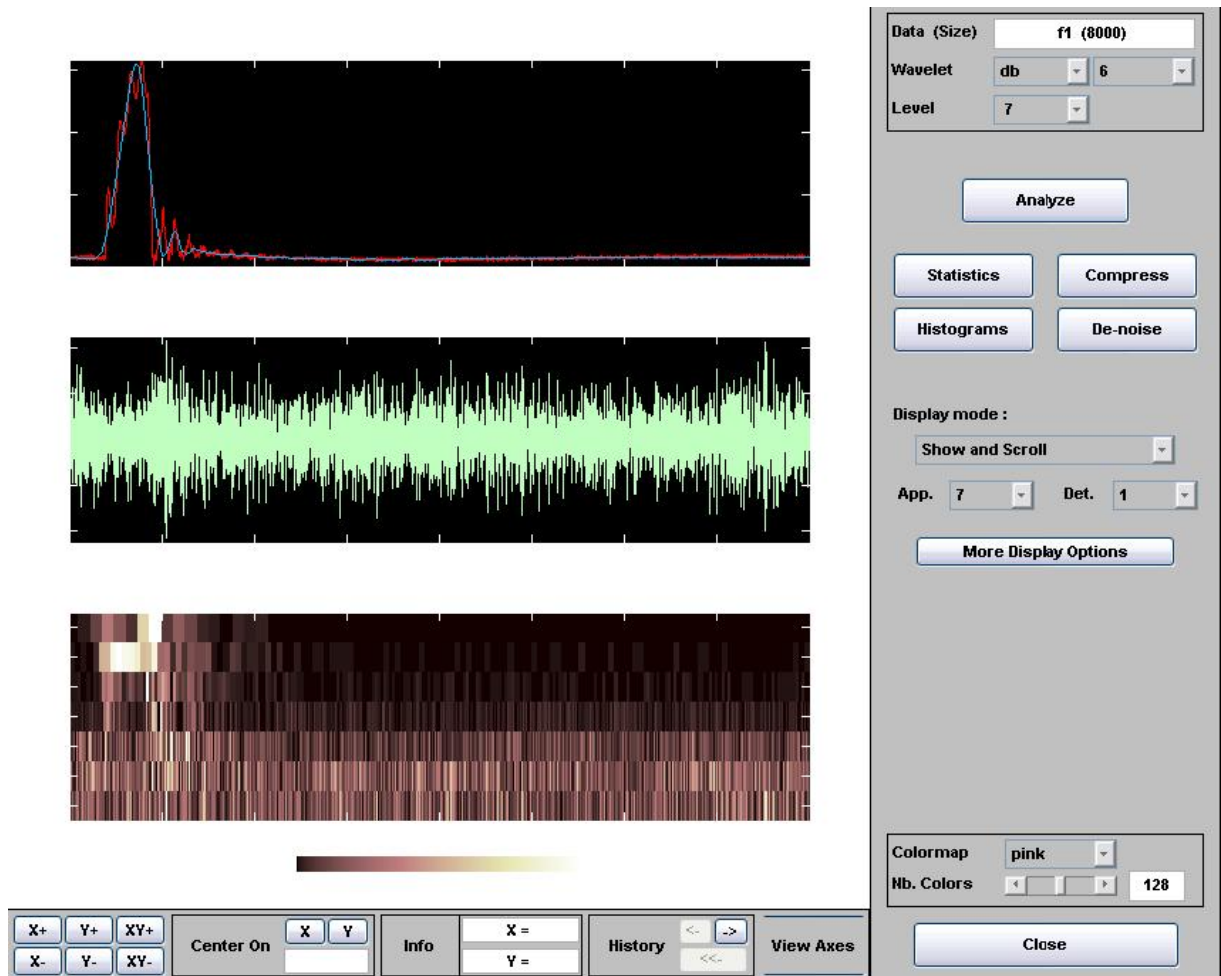 Data (Size) f1 (8000)
Wavelet db 6
Level 7
Analyze
Statistics Compress
Histograms De-noise
Display mode :
Show and Scroll
App. 7 Det. 1
More Display Options
Colormap pink
Nb. Colors 128
Close
X+ Y+ XY+
X- Y- XY-
Center On X Y
Info X =
Y =
History <- ->
<<-
View Axes